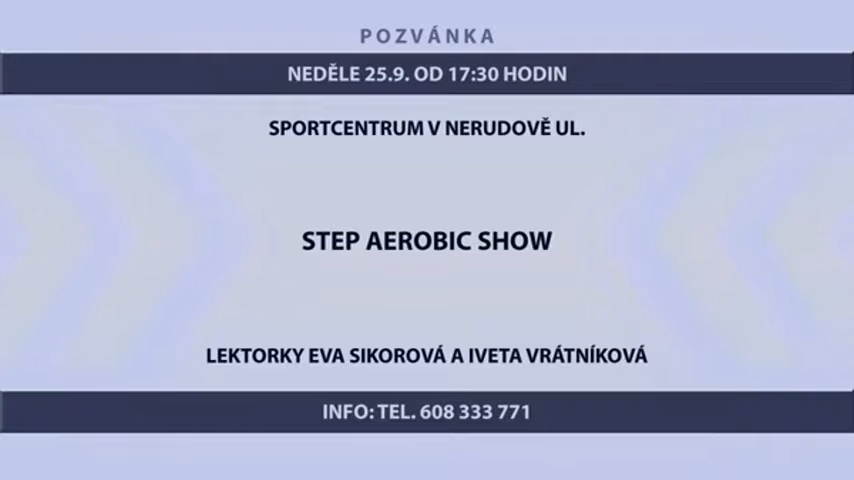 POZVÁNKA
NEDĚLE 25.9. OD 17:30 HODIN
SPORTCENTRUM V NERUDOVĚ UL.
STEP AEROBIC SHOW
LEKTORKY EVA SIKOROVÁ A IVETA VRÁTNÍKOVÁ
INFO: TEL. 608 333 771